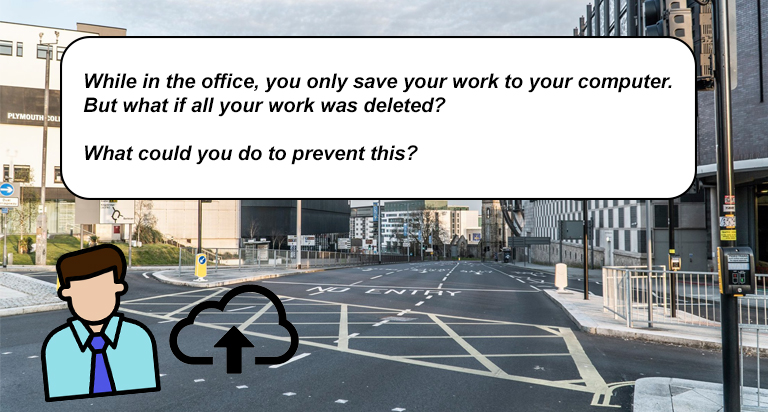 While in the office, you only save your work to your computer.
But what if all your work was deleted?
What could you do to prevent this?
PLYMOUTH COLL
NO ENTRY